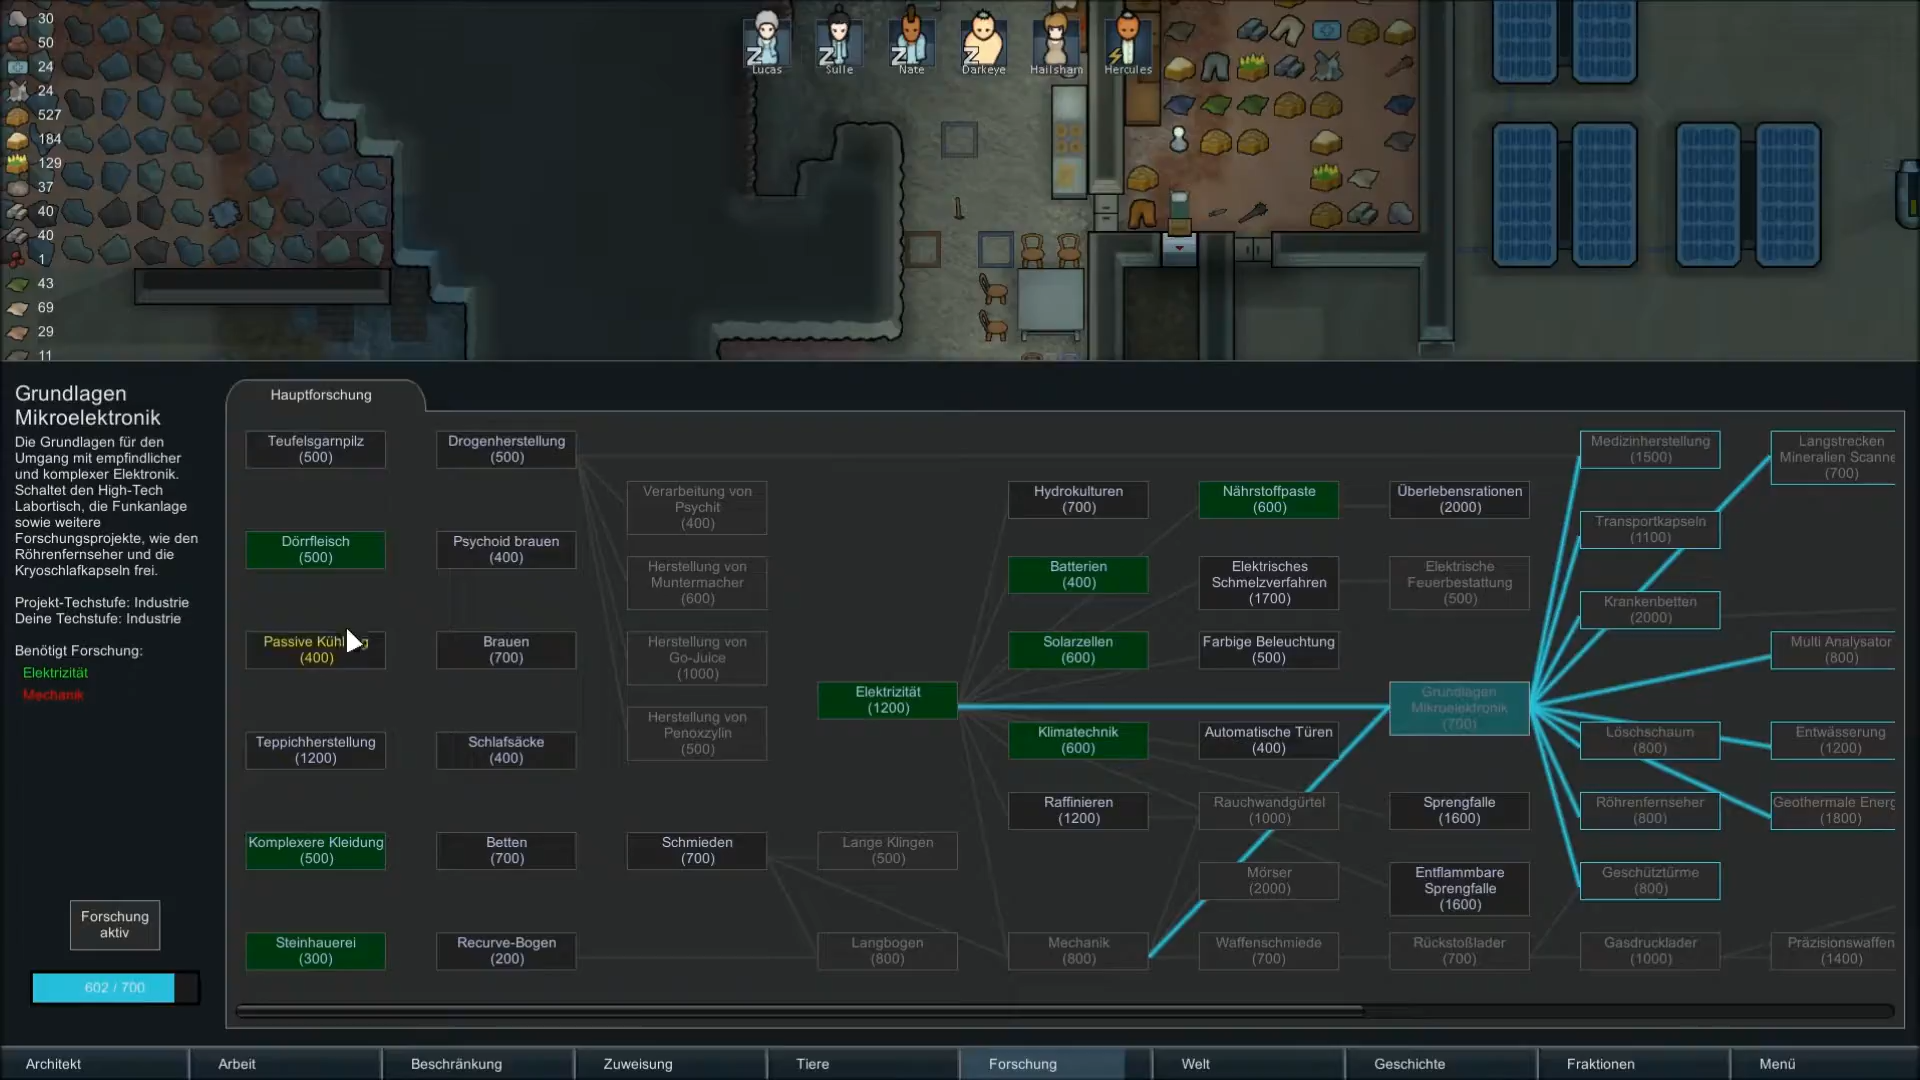 30
50
24
24
527
184
129
37
40
40
1
43
69
29
11
Lucas
Sulle
Nate
Darkeye
Hailsham
Hercules
Grundlagen
Mikroelektronik
Die Grundlagen für den
Umgang mit empfindlicher
und komplexer Elektronik.
Schaltet den High-Tech
Labortisch, die Funkanlage
sowie weitere
Forschungsprojekte, wie den
Röhrenfernseher und die
Kryoschlafkapseln frei.
Projekt-Techstufe: Industrie
Deine Techstufe: Industrie
Benötigt Forschung:
Elektrizität
Mechanik
Forschung
aktiv
602 / 700
Hauptforschung
Teufelsgarnpilz
(500)
Dörrfleisch
(500)
Passive Küh g
(400)
Teppichherstellung
(1200)
Komplexere Kleidung
(500)
Steinhauerei
(300)
Drogenherstellung
(500)
Psychoid brauen
(400)
Brauen
(700)
Schlafsäcke
(400)
Betten
(700)
Recurve-Bogen
(200)
Verarbeitung von
Psychit
(400)
Herstellung von
Muntermacher
(600)
Herstellung von
Go-Juice
(1000)
Herstellung von
Penoxzylin
(500)
Schmieden
(700)
Elektrizität
(1200)
Lange Klingen
(500)
Langbogen
(800)
Hydrokulturen
(700)
Batterien
(400)
Solarzellen
(600)
Klimatechnik
(600)
Raffinieren
(1200)
Mechanik
(800)
Nährstoffpaste
(600)
Elektrisches
Schmelzverfahren
(1700)
Farbige Beleuchtung
(500)
Automatische Türen
(400)
Rauchwandgürtel
(1000)
Mörser
(2000)
Waffenschmiede
(700)
Überlebensrationen
(2000)
Elektrische
Feuerbestattung
(500)
Grundlagen
Mikroelektronik
(700)
Sprengfalle
(1600)
Entflammbare
Sprengfalle
(1600)
Rückstoßlader
(700)
Medizinherstellung
(1500)
Transportkapseln
(1100)
Krankenbetten
(2000)
Löschschaum
(800)
Röhrenfernseher
(800)
Geschütztürme
(800)
Gasdrucklader
(1000)
Langstrecken
Mineralien Scanne
(700)
Multi Analysator
(800)
Entwässerung
(1200)
Geothermale Energ
(1800)
Präzisionswaffen
(1400)
Architekt
Arbeit
Beschränkung
Zuweisung
Tiere
Forschung
Welt
Geschichte
Fraktionen
Menü